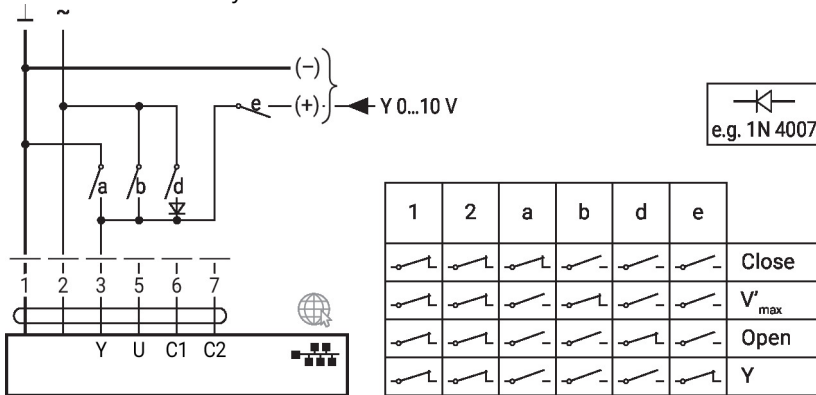 ⊥ ~
(–)
e (+) Y 0...10 V
e.g. 1N 4007
a b d
1 2 a b d e
Close
V'max
Open
Y
1 2 3 5 6 7
Y U C1 C2